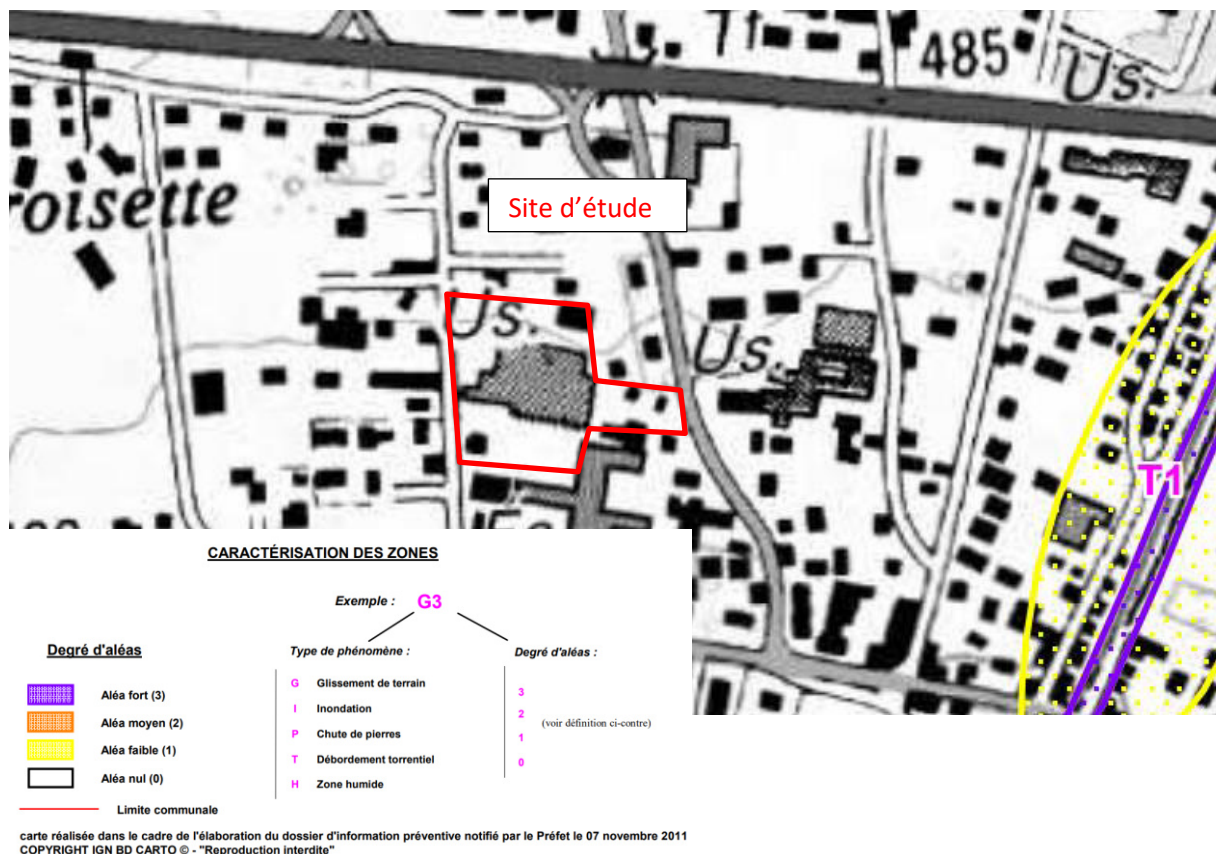 485
Us.
roisette
Site d'étude
Us.
Us.
T1
CARACTÉRISATION DES ZONES
Exemple : G3
Degré d'aléas
Type de phénomène :
Degré d'aléas :
Aléa fort (3)
Aléa moyen (2)
Aléa faible (1)
Aléa nul (0)
G Glissement de terrain
I Inondation
P Chute de pierres
T Débordement torrentiel
H Zone humide
3
2
(voir définition ci-contre)
1
0
Limite communale
carte réalisée dans le cadre de l'élaboration du dossier d'information préventive notifié par le Préfet le 07 novembre 2011
COPYRIGHT IGN BD CARTO © - "Reproduction interdite"